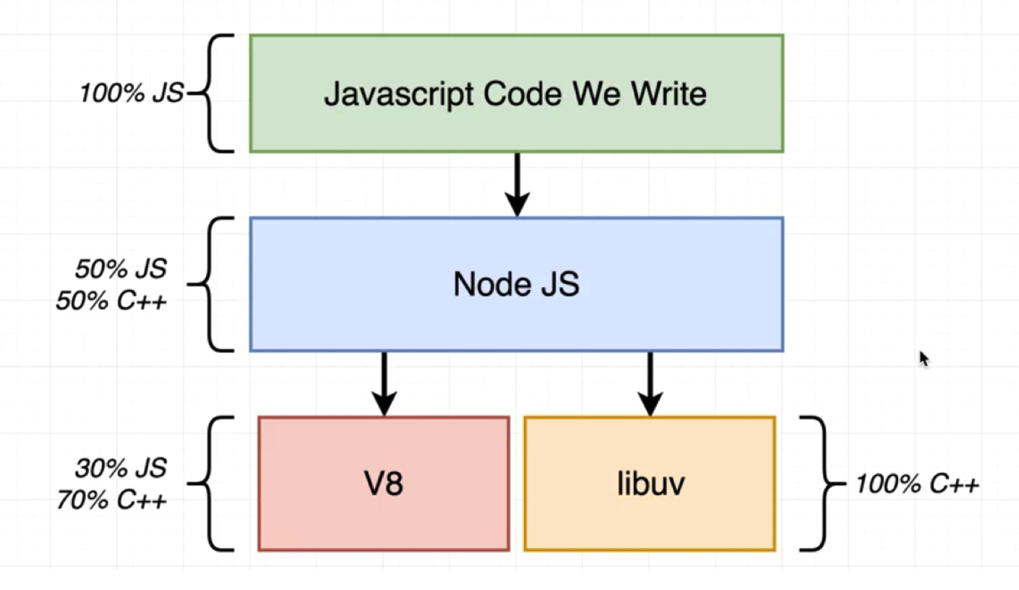 100% JS
Javascript Code We Write
50% JS
50% C++
Node JS
30% JS
70% C++
V8
libuv
100% C++